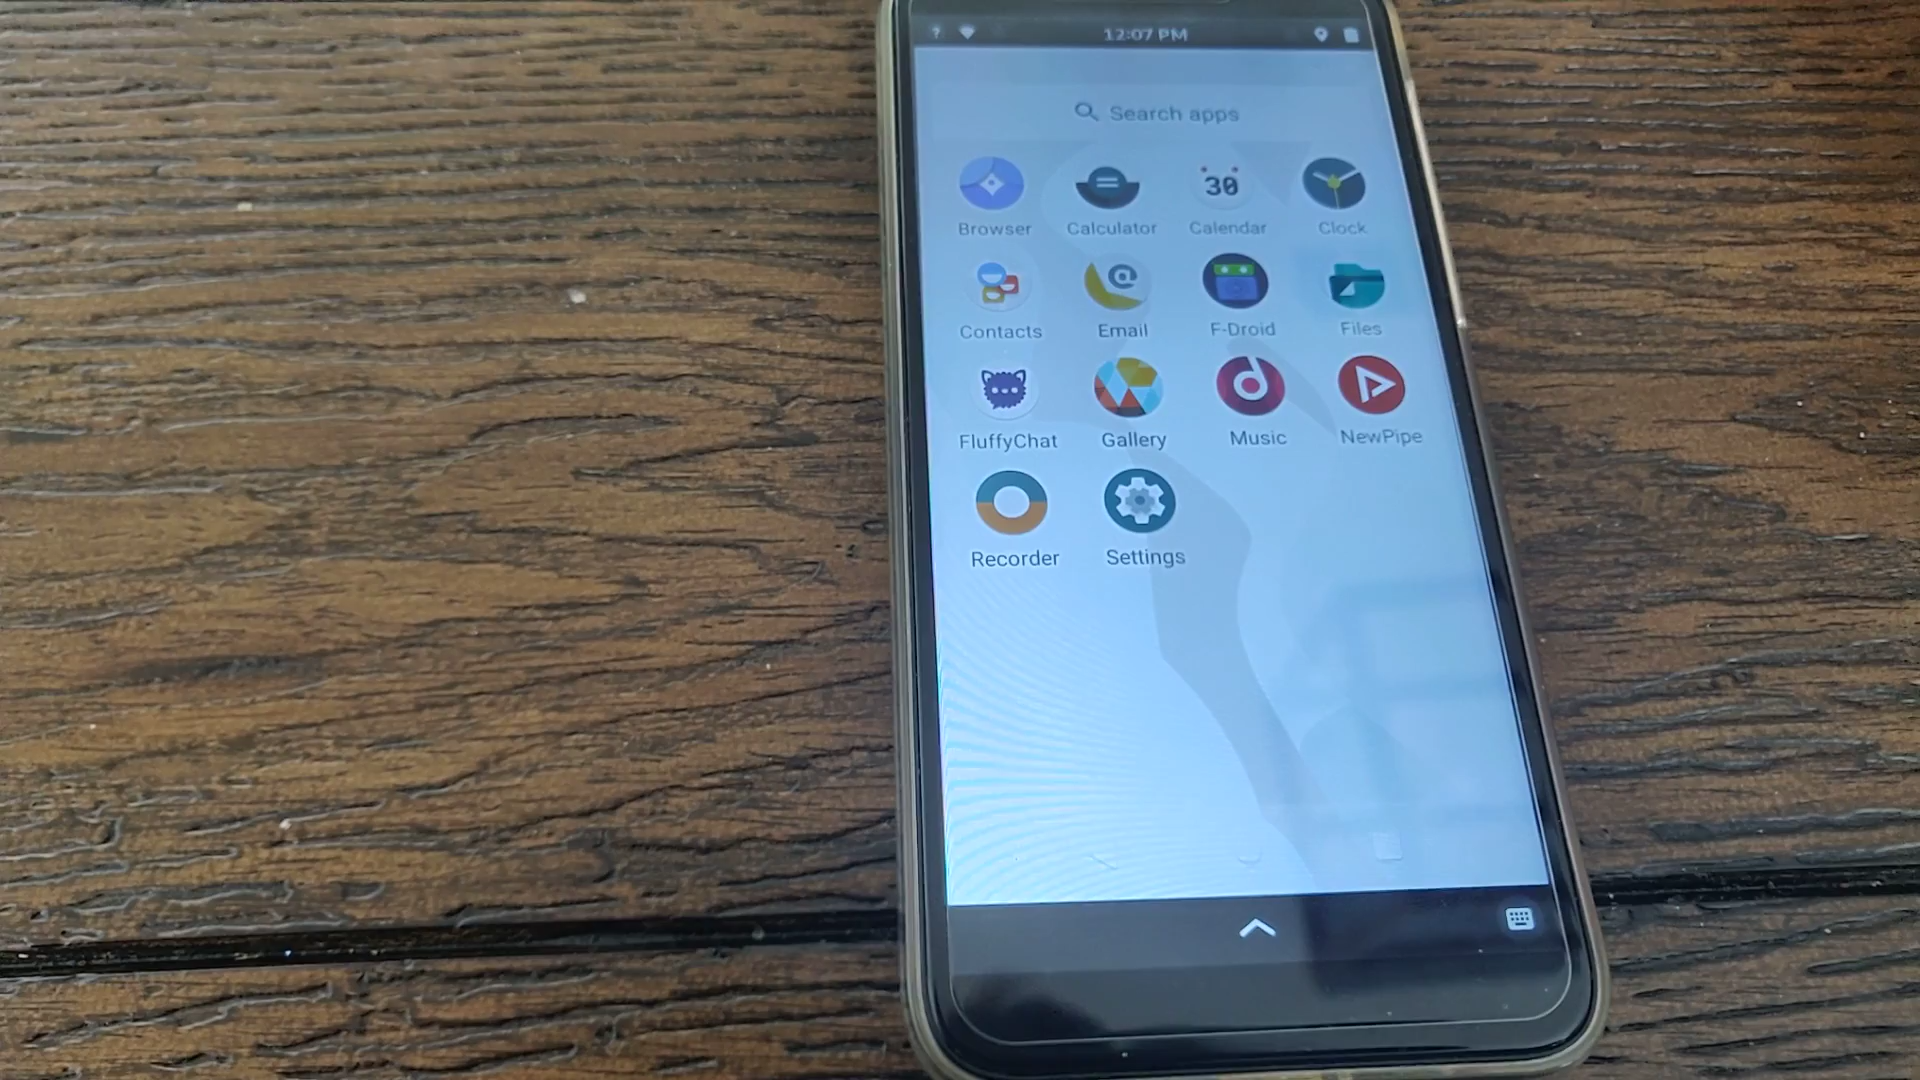 ? 12:07 PM
Search apps
30
Browser Calculator Calendar Clock
@
Contacts Email F-Droid Files
FluffyChat Gallery Music NewPipe
Recorder Settings